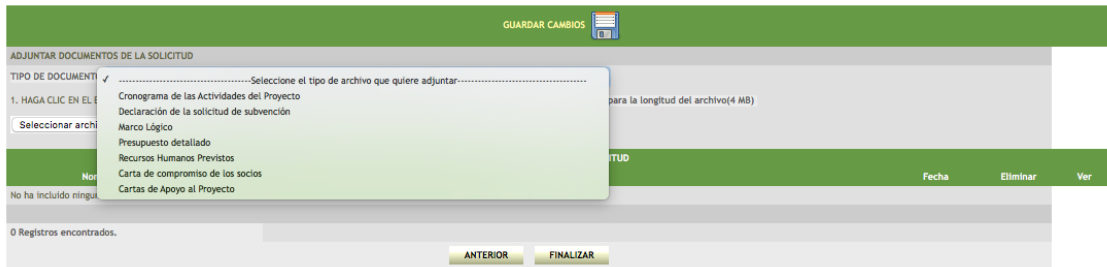 GUARDAR CAMBIOS
ADJUNTAR DOCUMENTOS DE LA SOLICITUD
TIPO DE DOCUMENT
✓ --------------------------------------Seleccione el tipo de archivo que quiere adjuntar--------------------------------------
Cronograma de las Actividades del Proyecto
1. HAGA CLIC EN EL para la longitud del archivo(4 MB)
Declaración de la solicitud de subvención
Seleccionar archi
Marco Lógico
Presupuesto detallado
Recursos Humanos Previstos
Carta de compromiso de los socios
Cartas de Apoyo al Proyecto
ITUD
Nor Fecha Eliminar Ver
No ha incluido ningu
0 Registros encontrados.
ANTERIOR FINALIZAR